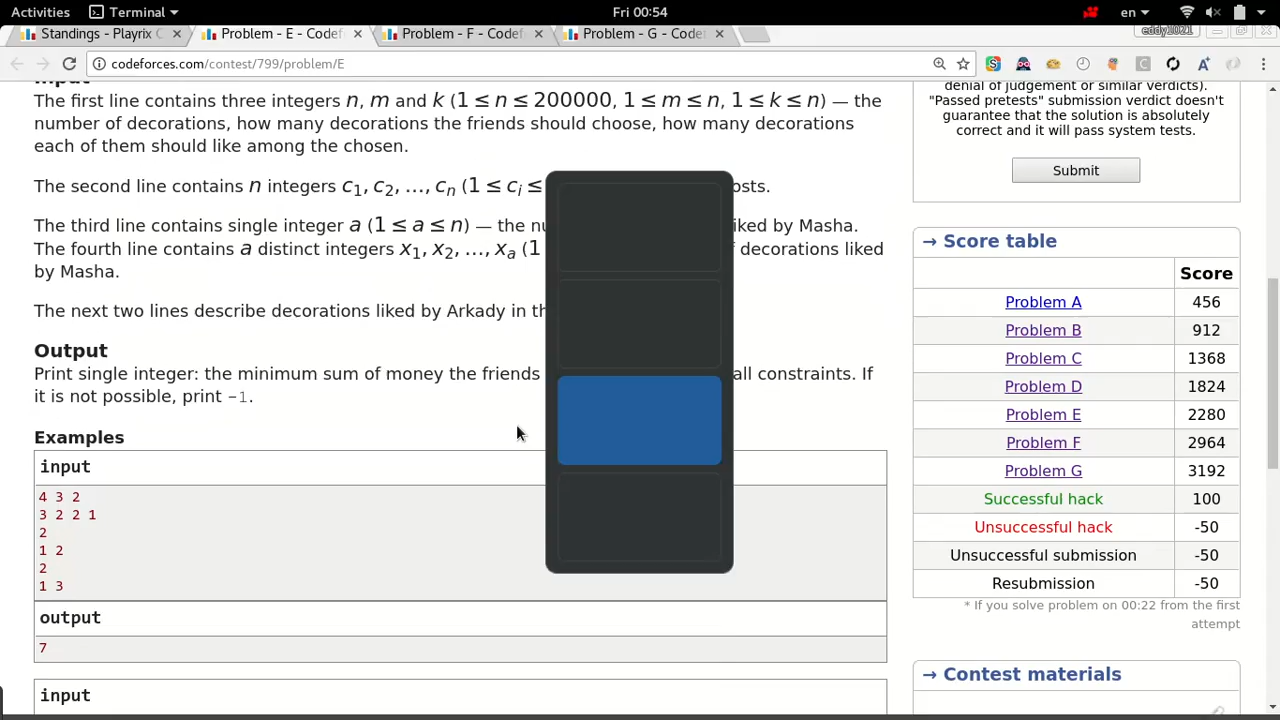 Activities Terminal Fri 00:54 en
Standings - Playrix Problem - E - Codef Problem - F - Codef Problem - G - Code eddy1021
codeforces.com/contest/799/problem/E
The first line contains three integers n, m and k (1 ≤ n ≤ 200000, 1 ≤ m ≤ n, 1 ≤ k ≤ n) — the
number of decorations, how many decorations the friends should choose, how many decorations
each of them should like among the chosen.
The second line contains n integers c1, c2, ..., cn (1 ≤ ci ≤ osts.
The third line contains single integer a (1 ≤ a ≤ n) — the nu iked by Masha.
The fourth line contains a distinct integers x1, x2, ..., xa (1 decorations liked
by Masha.
The next two lines describe decorations liked by Arkady in th
Output
Print single integer: the minimum sum of money the friends all constraints. If
it is not possible, print -1.
Examples
input
4 3 2
3 2 2 1
2
1 2
2
1 3
output
7
input
denial of judgement or similar verdicts).
"Passed pretests" submission verdict doesn't
guarantee that the solution is absolutely
correct and it will pass system tests.
Submit
→ Score table
Score
Problem A 456
Problem B 912
Problem C 1368
Problem D 1824
Problem E 2280
Problem F 2964
Problem G 3192
Successful hack 100
Unsuccessful hack -50
Unsuccessful submission -50
Resubmission -50
* If you solve problem on 00:22 from the first
attempt
→ Contest materials